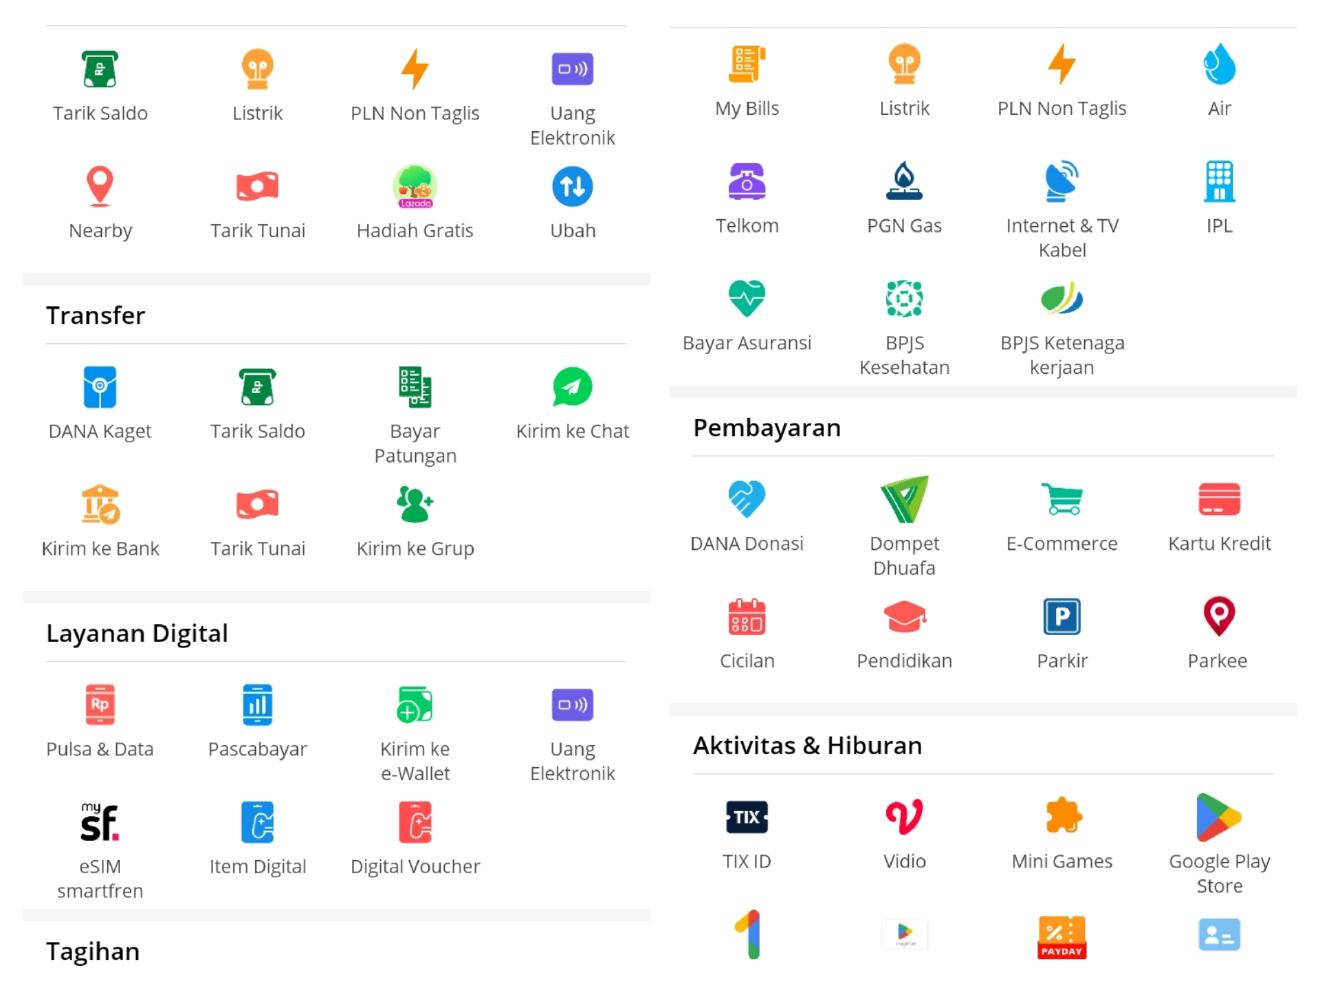 Rp
Tarik Saldo
Listrik
PLN Non Taglis
Uang
Elektronik
Nearby
Tarik Tunai
Lazada
Hadiah Gratis
Ubah
Transfer
DANA Kaget
Rp
Tarik Saldo
Bayar
Patungan
Kirim ke Chat
Kirim ke Bank
Tarik Tunai
Kirim ke Grup
Layanan Digital
Rp
Pulsa & Data
Pascabayar
Kirim ke
e-Wallet
Uang
Elektronik
my
sf.
eSIM
smartfren
Item Digital
Digital Voucher
Tagihan
My Bills
Listrik
PLN Non Taglis
Air
Telkom
PGN Gas
Internet & TV
Kabel
IPL
Bayar Asuransi
BPJS
Kesehatan
BPJS Ketenaga
kerjaan
Pembayaran
DANA Donasi
Dompet
Dhuafa
E-Commerce
Kartu Kredit
Cicilan
Pendidikan
P
Parkir
Parkee
Aktivitas & Hiburan
TIX
TIX ID
Vidio
Mini Games
Google Play
Store
1
%
PAYDAY